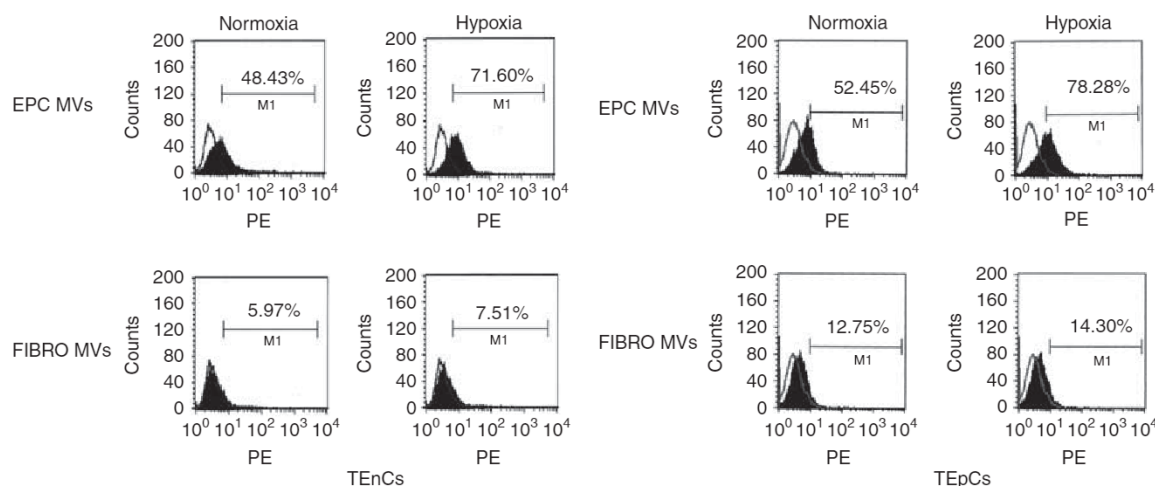 Normoxia Hypoxia Normoxia Hypoxia
EPC MVs
Counts
200
160
120
80
40
0
48.43%
M1
10^0 10^1 10^2 10^3 10^4
PE
Counts
200
160
120
80
40
0
71.60%
M1
10^0 10^1 10^2 10^3 10^4
PE
EPC MVs
Counts
200
160
120
80
40
0
52.45%
M1
10^0 10^1 10^2 10^3 10^4
PE
Counts
200
160
120
80
40
0
78.28%
M1
10^0 10^1 10^2 10^3 10^4
PE
FIBRO MVs
Counts
200
160
120
80
40
0
5.97%
M1
10^0 10^1 10^2 10^3 10^4
PE
Counts
200
160
120
80
40
0
7.51%
M1
10^0 10^1 10^2 10^3 10^4
PE
TEnCs
FIBRO MVs
Counts
200
160
120
80
40
0
12.75%
M1
10^0 10^1 10^2 10^3 10^4
PE
Counts
200
160
120
80
40
0
14.30%
M1
10^0 10^1 10^2 10^3 10^4
PE
TEpCs